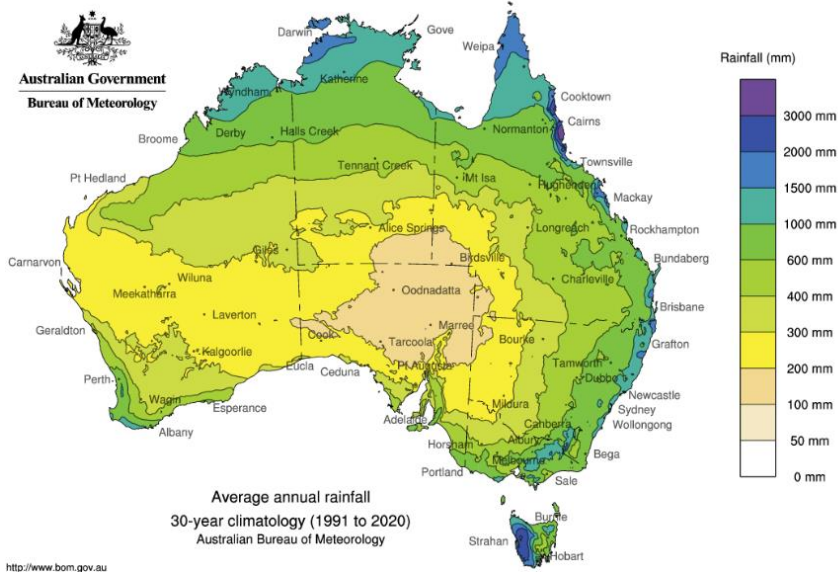 Australian Government
Bureau of Meteorology
Darwin
Gove
Weipa
Katherine
Wyndham
Cooktown
Cairns
Broome
Derby
Halls Creek
Normanton
Townsville
Tennant Creek
Mt Isa
Hughenden
Pt Hedland
Mackay
Longreach
Rockhampton
Alice Springs
Giles
Birdsville
Bundaberg
Carnarvon
Wiluna
Charleville
Meekatharra
Oodnadatta
Brisbane
Laverton
Marree
Geraldton
Cook
Tarcoola
Bourke
Grafton
Kalgoorlie
Eucla
Ceduna
Pt Augusta
Tamworth
Perth
Dubbo
Wagin
Esperance
Mildura
Newcastle
Sydney
Adelaide
Canberra
Wollongong
Albany
Horsham
Albury
Melbourne
Bega
Portland
Sale
Burnie
Strahan
Hobart
Rainfall (mm)
3000 mm
2000 mm
1500 mm
1000 mm
600 mm
400 mm
300 mm
200 mm
100 mm
50 mm
0 mm
Average annual rainfall
30-year climatology (1991 to 2020)
Australian Bureau of Meteorology
http://www.bom.gov.au